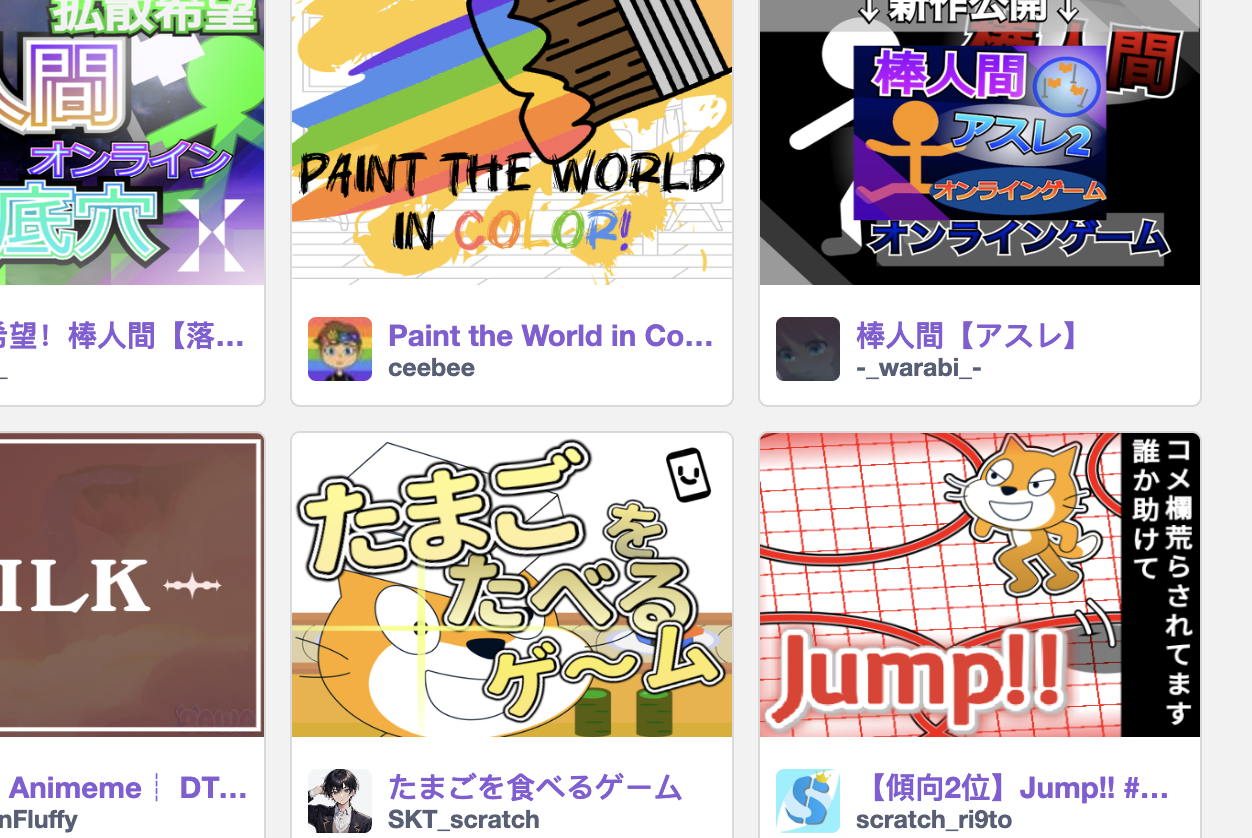 拡散希望
人間
オンライン
底穴
希望！棒人間【落...
_
PAINT THE WORLD
IN COLOR!
Paint the World in Co...
ceebee
↓新作公開↓
棒人間
棒人間
アスレ2
オンラインゲーム
オンラインゲーム
棒人間【アスレ】
-_warabi_-
ILK
Animeme┊ DT...
nFluffy
たまご
を
たべる
ゲ～ム
たまごを食べるゲーム
SKT_scratch
コメ欄荒らされてます
誰か助けて
Jump!!
【傾向2位】Jump!! #...
scratch_ri9to